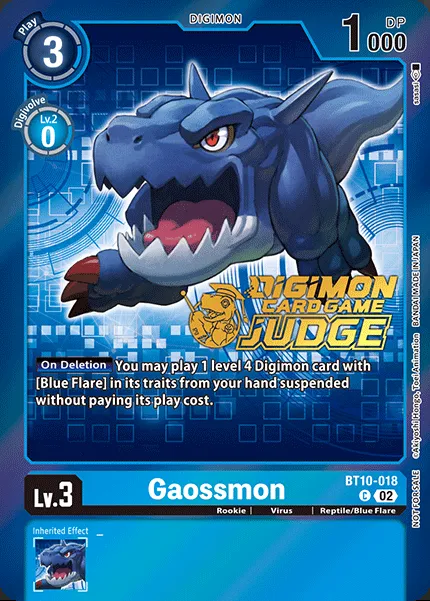 Play
3
DIGIMON
1000
DP
Digivolve
Lv.2
0
sasasi
DIGIMON
CARD GAME
JUDGE
On Deletion You may play 1 level 4 Digimon card with
[Blue Flare] in its traits from your hand suspended
without paying its play cost.
©Akiyoshi Hongo, Toei Animation BANDAI MADE IN JAPAN
NOT FOR SALE
Lv.3
Gaossmon
BT10-018
C 02
Rookie | Virus | Reptile/Blue Flare
Inherited Effect
–